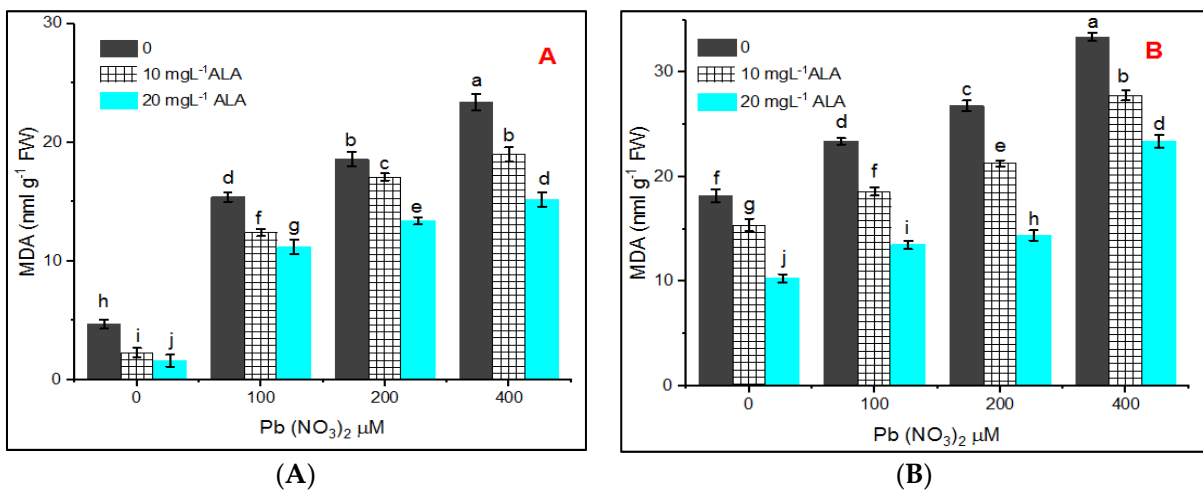 30
20
10
0
MDA (nml g⁻¹ FW)
0
10 mgL⁻¹ALA
20 mgL⁻¹ ALA
A
h
i
j
d
f
g
b
c
e
a
b
d
0
100
200
400
Pb (NO₃)₂ µM
(A)
30
20
10
0
MDA (nml g⁻¹ FW)
0
10 mgL⁻¹ALA
20 mgL⁻¹ ALA
B
f
g
j
d
f
i
c
e
h
a
b
d
0
100
200
400
Pb (NO₃)₂ µM
(B)